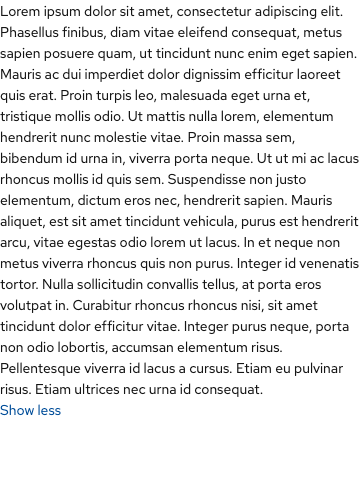 Lorem ipsum dolor sit amet, consectetur adipiscing elit.
Phasellus finibus, diam vitae eleifend consequat, metus
sapien posuere quam, ut tincidunt nunc enim eget sapien.
Mauris ac dui imperdiet dolor dignissim efficitur laoreet
quis erat. Proin turpis leo, malesuada eget urna et,
tristique mollis odio. Ut mattis nulla lorem, elementum
hendrerit nunc molestie vitae. Proin massa sem,
bibendum id urna in, viverra porta neque. Ut ut mi ac lacus
rhoncus mollis id quis sem. Suspendisse non justo
elementum, dictum eros nec, hendrerit sapien. Mauris
aliquet, est sit amet tincidunt vehicula, purus est hendrerit
arcu, vitae egestas odio lorem ut lacus. In et neque non
metus viverra rhoncus quis non purus. Integer id venenatis
tortor. Nulla sollicitudin convallis tellus, at porta eros
volutpat in. Curabitur rhoncus rhoncus nisi, sit amet
tincidunt dolor efficitur vitae. Integer purus neque, porta
non odio lobortis, accumsan elementum risus.
Pellentesque viverra id lacus a cursus. Etiam eu pulvinar
risus. Etiam ultrices nec urna id consequat.
Show less